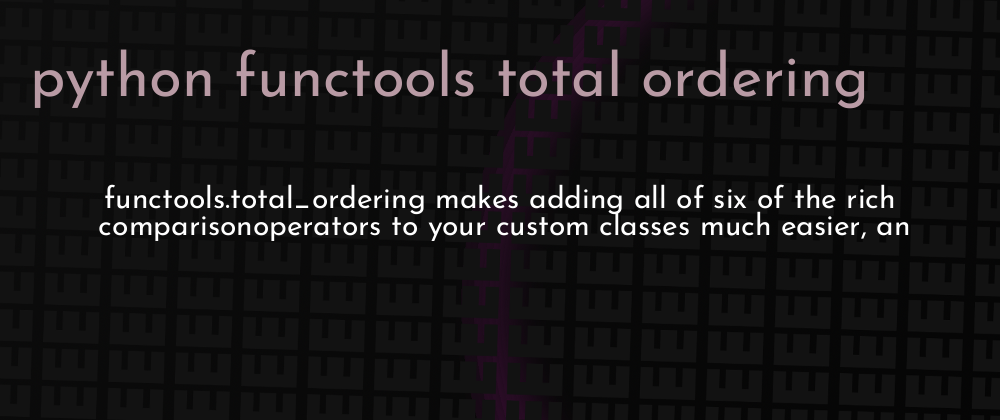 python functools total ordering
functools.total_ordering makes adding all of six of the rich
comparisonoperators to your custom classes much easier, an